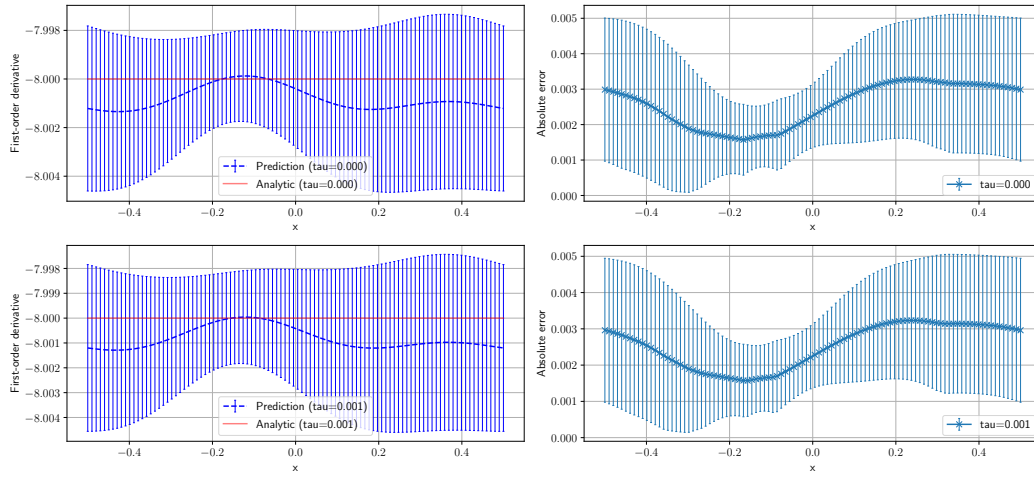 First-order derivative
−7.998
−8.000
−8.002
−8.004
Prediction (tau=0.000)
Analytic (tau=0.000)
−0.4 −0.2 0.0 0.2 0.4
x
Absolute error
0.005
0.004
0.003
0.002
0.001
0.000
tau=0.000
−0.4 −0.2 0.0 0.2 0.4
x
First-order derivative
−7.998
−7.999
−8.000
−8.001
−8.002
−8.003
−8.004
Prediction (tau=0.001)
Analytic (tau=0.001)
−0.4 −0.2 0.0 0.2 0.4
x
Absolute error
0.005
0.004
0.003
0.002
0.001
0.000
tau=0.001
−0.4 −0.2 0.0 0.2 0.4
x